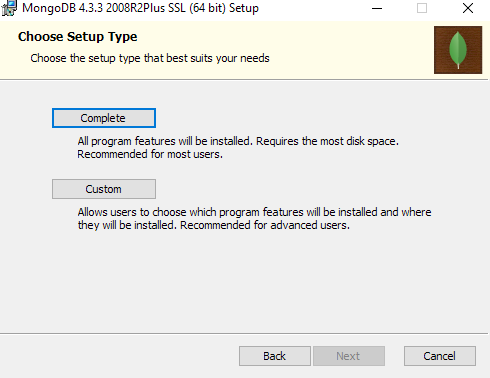 MongoDB 4.3.3 2008R2Plus SSL (64 bit) Setup
Choose Setup Type
Choose the setup type that best suits your needs
Complete
All program features will be installed. Requires the most disk space.
Recommended for most users.
Custom
Allows users to choose which program features will be installed and where
they will be installed. Recommended for advanced users.
Back Next Cancel